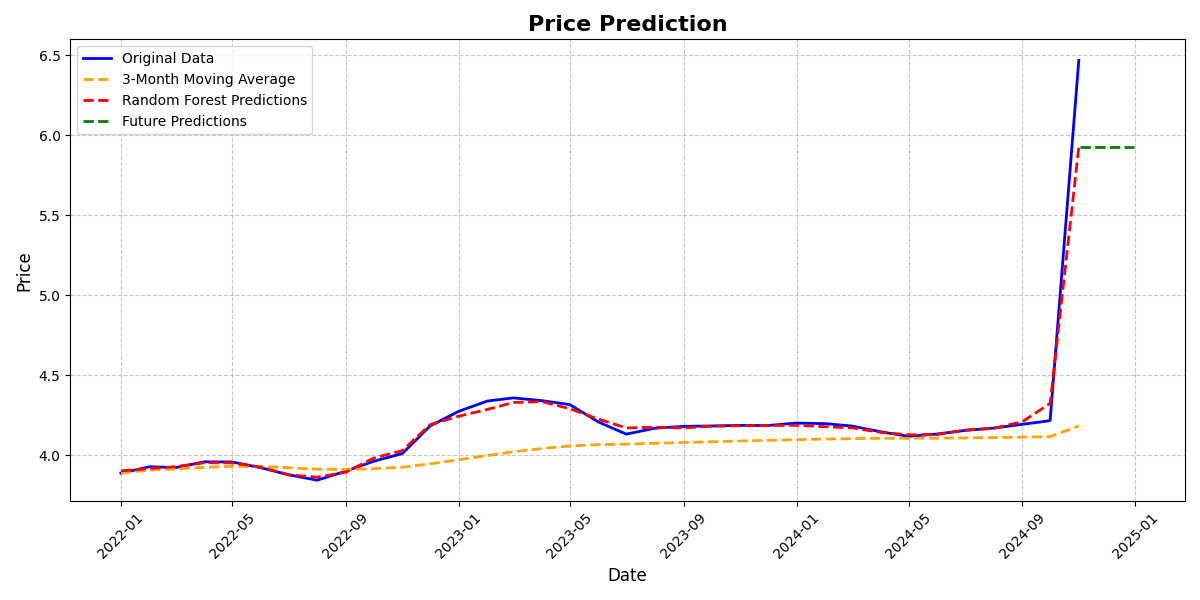 Price Prediction
Original Data
3-Month Moving Average
Random Forest Predictions
Future Predictions
6.5
6.0
5.5
5.0
4.5
4.0
Price
2022-01
2022-05
2022-09
2023-01
2023-05
2023-09
2024-01
2024-05
2024-09
2025-01
Date